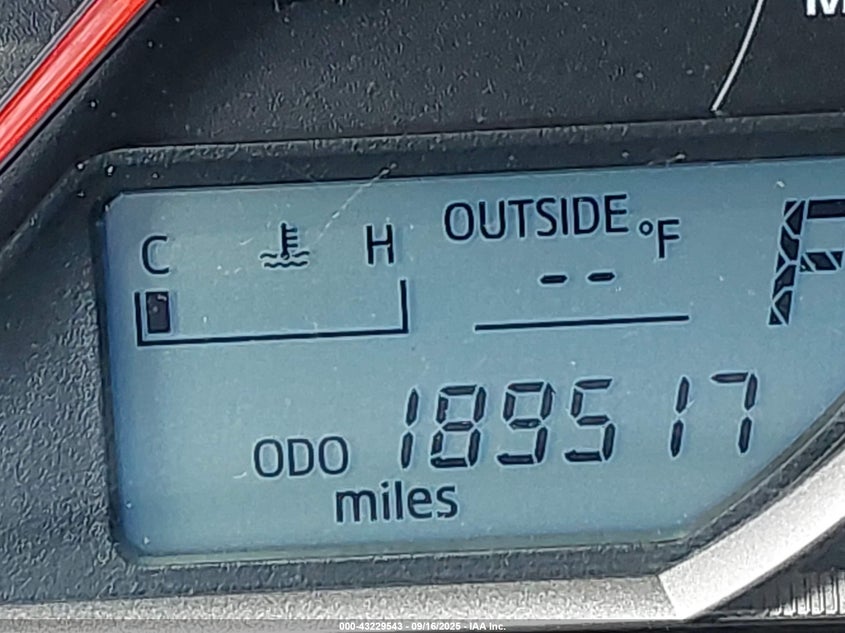 M
C H OUTSIDE °F
-- P
ODO 189517
miles
000-43229543 - 09/16/2025 - IAA Inc.